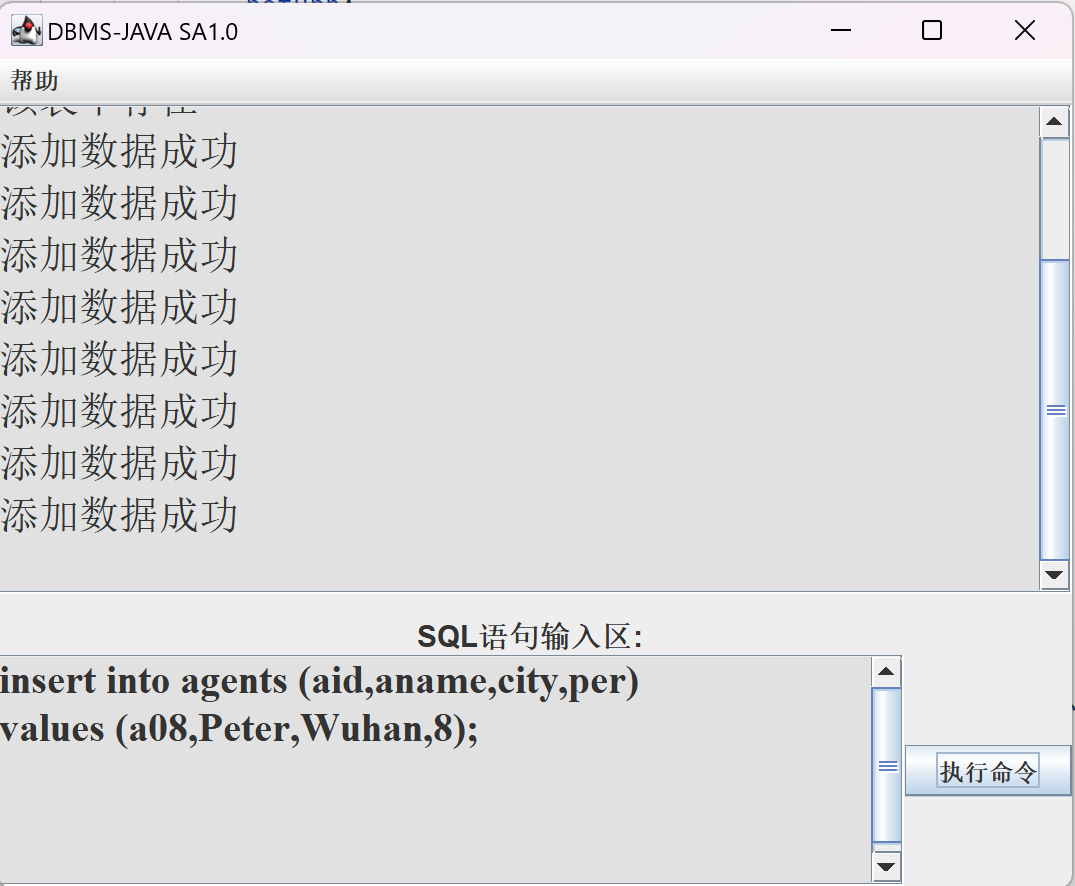 DBMS-JAVA SA1.0
帮助
添加数据成功
添加数据成功
添加数据成功
添加数据成功
添加数据成功
添加数据成功
添加数据成功
添加数据成功
SQL语句输入区:
insert into agents (aid,aname,city,per)
values (a08,Peter,Wuhan,8);
执行命令